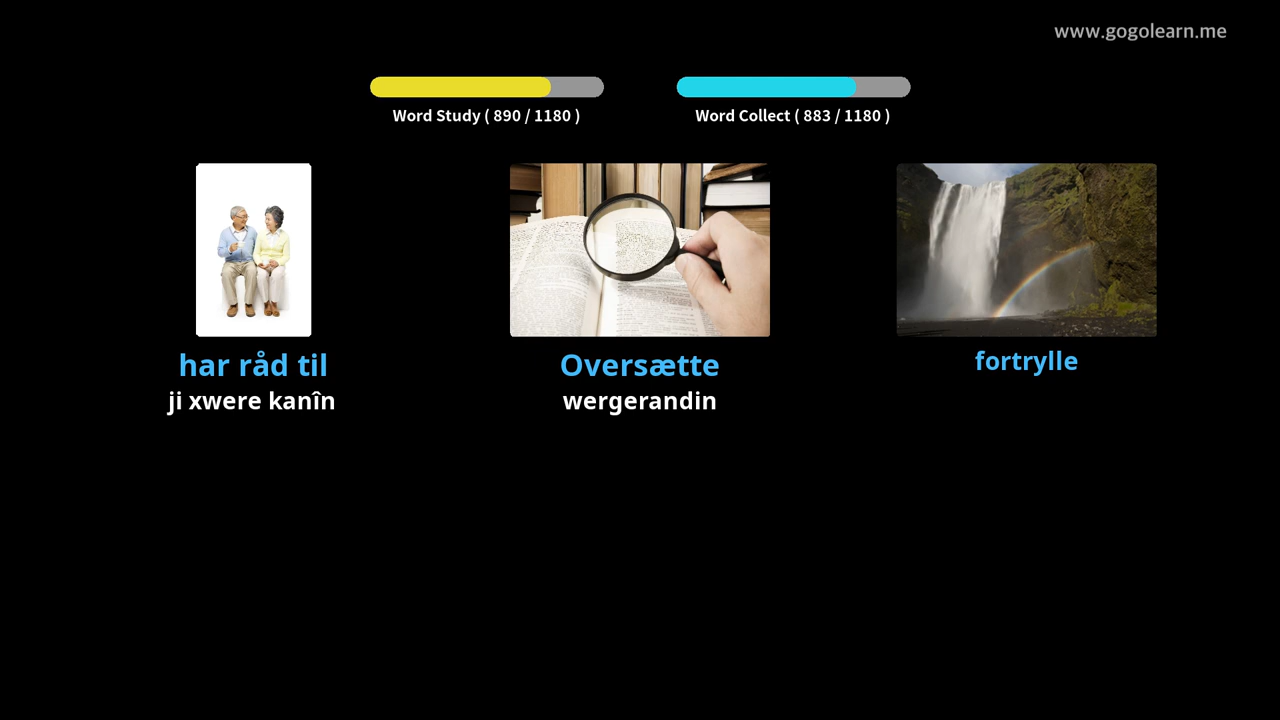 www.gogolearn.me
Word Study ( 890 / 1180 )
Word Collect ( 883 / 1180 )
har råd til
ji xwere kanîn
Oversætte
wergerandin
fortrylle